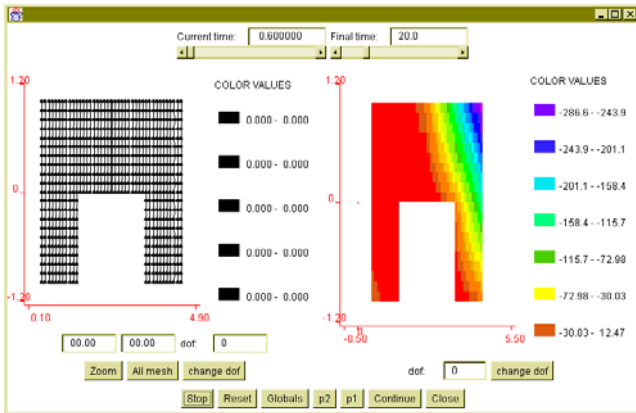 Current time: 0.600000 Final time: 20.0
1.20
COLOR VALUES
0.000 - 0.000
0.000 - 0.000
0.000 - 0.000
0.000 - 0.000
0.000 - 0.000
0
-1.20
0.10 4.90
1.20
COLOR VALUES
-286.6 - -243.9
-243.9 - -201.1
-201.1 - -158.4
-158.4 - -115.7
-115.7 - -72.98
-72.98 - -30.03
-30.03 - 12.47
0
-1.20
-0.50 5.50
00.00 00.00 dof: 0
Zoom All mesh change dof
dof: 0 change dof
Stop Reset Globals p2 p1 Continue Close